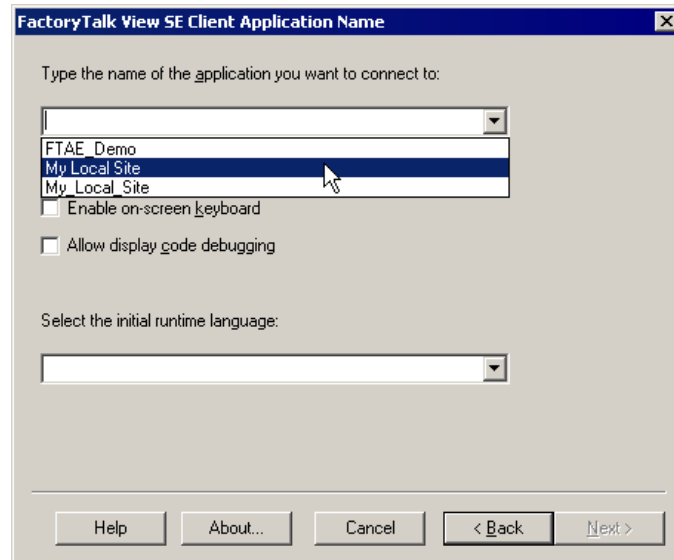 FactoryTalk View SE Client Application Name
Type the name of the application you want to connect to:
FTAE_Demo
My Local Site
My_Local_Site
Enable on-screen keyboard
Allow display code debugging
Select the initial runtime language:
Help About... Cancel < Back Next >